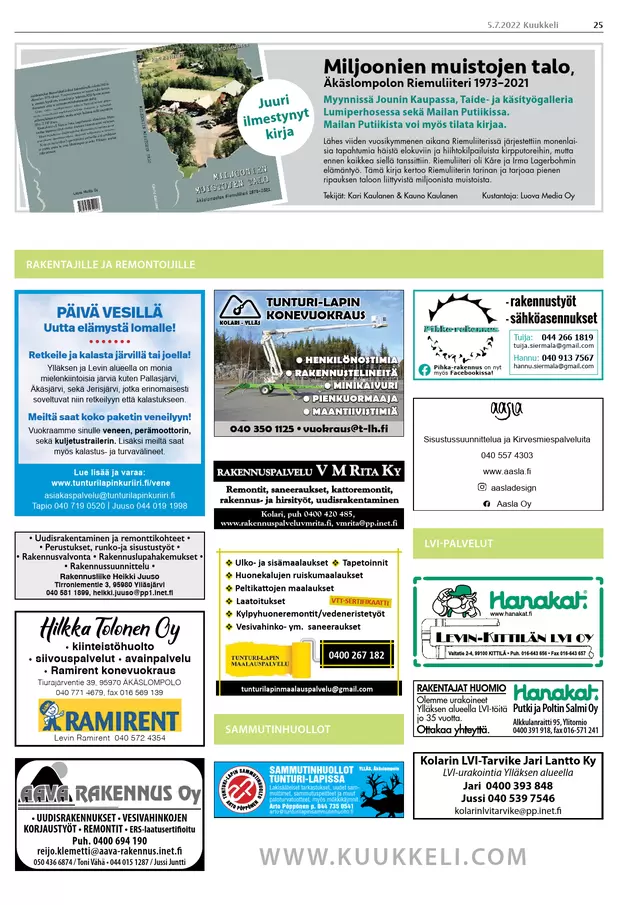 5.7.2022 Kuukkeli 25
Miljoonien muistojen talo,
Äkäslompolon Riemuliiteri 1973–2021
Myynnissä Jounin Kaupassa, Taide- ja käsityögalleria
Lumiperhosessa sekä Mailan Putiikissa.
Mailan Putiikista voi myös tilata kirjaa.
Lähes viiden vuosikymmenen aikana Riemuliiterissä järjestettiin monenlai-
sia tapahtumia häistä elokuviin ja hiihtokilpailuista kirpputoreihin, mutta
ennen kaikkea siellä tanssittiin. Riemuliiteri oli Kåre ja Irma Lagerbohmin
elämäntyö. Tämä kirja kertoo Riemuliiterin tarinan ja tarjoaa pienen
ripauksen taloon liittyvistä miljoonista muistoista.
Tekijät: Kari Kaulanen & Kauno Kaulanen Kustantaja: Luova Media Oy
Juuri
ilmestynyt
kirja
MILJOONIEN
MUISTOJEN TALO
Äkäslompolon Riemuliiteri 1973–2021
RAKENTAJILLE JA REMONTOIJILLE
PÄIVÄ VESILLÄ
Uutta elämystä lomalle!
Retkeile ja kalasta järvillä tai joella!
Ylläksen ja Levin alueella on monia
mielenkiintoisia järviä kuten Pallasjärvi,
Äkäsjärvi, sekä Jerisjärvi, jotka erinomaisesti
soveltuvat niin retkeilyyn että kalastukseen.
Meiltä saat koko paketin veneilyyn!
Vuokraamme sinulle veneen, perämoottorin,
sekä kuljetustrailerin. Lisäksi meiltä saat
myös kalastus- ja turvavälineet.
Lue lisää ja varaa:
www.tunturilapinkuriiri.fi/vene
asiakaspalvelu@tunturilapinkuriiri.fi
Tapio 040 719 0520 | Juuso 044 019 1998
• Uudisrakentaminen ja remonttikohteet •
• Perustukset, runko-ja sisustustyöt •
• Rakennusvalvonta • Rakennuslupahakemukset •
• Rakennussuunnittelu •
Rakennusliike Heikki Juuso
Tirroniementie 3, 95980 Ylläsjärvi
040 581 1899, heikki.juuso@pp1.inet.fi
Hilkka Tolonen Oy
• kiinteistöhuolto
• siivouspalvelut • avainpalvelu
• Ramirent konevuokraus
Tiurajärventie 39, 95970 ÄKÄSLOMPOLO
040 771 4679, fax 016 569 139
RAMIRENT
Levin Ramirent 040 572 4354
AAVA RAKENNUS Oy
• UUDISRAKENNUKSET • VESIVAHINKOJEN
KORJAUSTYÖT • REMONTIT • ERS-laatusertifioitu
Puh. 0400 694 190
reijo.klemetti@aava-rakennus.inet.fi
050 436 6874 / Toni Vähä • 044 015 1287 / Jussi Juntti
KOLARI - YLLÄS
TUNTURI-LAPIN
KONEVUOKRAUS
• HENKILÖNOSTIMIA
• RAKENNUSTELINEITÄ
• MINIKAIVURI
• PIENKUORMAAJA
• MAANTIIVISTIMIÄ
040 350 1125 • vuokraus@t-lh.fi
RAKENNUSPALVELU V M RITA KY
Remontit, saneeraukset, kattoremontit,
rakennus- ja hirsityöt, uudisrakentaminen
Kolari, puh 0400 420 485,
www.rakennuspalveluvmrita.fi, vmrita@pp.inet.fi
❖ Ulko- ja sisämaalaukset ❖ Tapetoinnit
❖ Huonekalujen ruiskumaalaukset
❖ Peltikattojen maalaukset
❖ Laatoitukset VTT-SERTIFIKAATTI
❖ Kylpyhuoneremontit/vedeneristetyöt
❖ Vesivahinko- ym. saneeraukset
TUNTURI-LAPIN
MAALAUSPALVELU
0400 267 182
tunturilapinmaalauspalvelu@gmail.com
SAMMUTINHUOLLOT
TUNTURI-LAPIN SAMMUTINHUOLTO
ARTO PÖPPÖNEN
SAMMUTINHUOLLOT
TUNTURI-LAPISSA
YLLÄS, Äkäslompolo
Arto Pöppönen p. 044 735 9541
Pihka-rakennus
- rakennustyöt
- sähköasennukset
Tuija: 044 266 1819
tuija.siermala@gmail.com
Hannu: 040 913 7567
hannu.siermala@gmail.com
Pihka-rakennus on nyt
myös Facebookissa!
aasla
Sisustussuunnittelua ja Kirvesmiespalveluita
040 557 4303
www.aasla.fi
aasladesign
Aasla Oy
LVI-PALVELUT
Hanakat
www.hanakat.fi
LEVIN-KITTILÄN LVI OY
Valtatie 2-4, 99100 KITTILÄ • Puh. 016-643 656 • Fax 016-643 657
RAKENTAJAT HUOMIO
Olemme urakoineet
Ylläksen alueella LVI-töitä
jo 35 vuotta.
Ottakaa yhteyttä.
Hanakat
Putki ja Poltin Salmi Oy
Alkkulanraitti 95, Ylitornio
0400 391 918, fax 016-571 241
Kolarin LVI-Tarvike Jari Lantto Ky
LVI-urakointia Ylläksen alueella
Jari 0400 393 848
Jussi 040 539 7546
kolarinlvitarvike@pp.inet.fi
WWW.KUUKKELI.COM